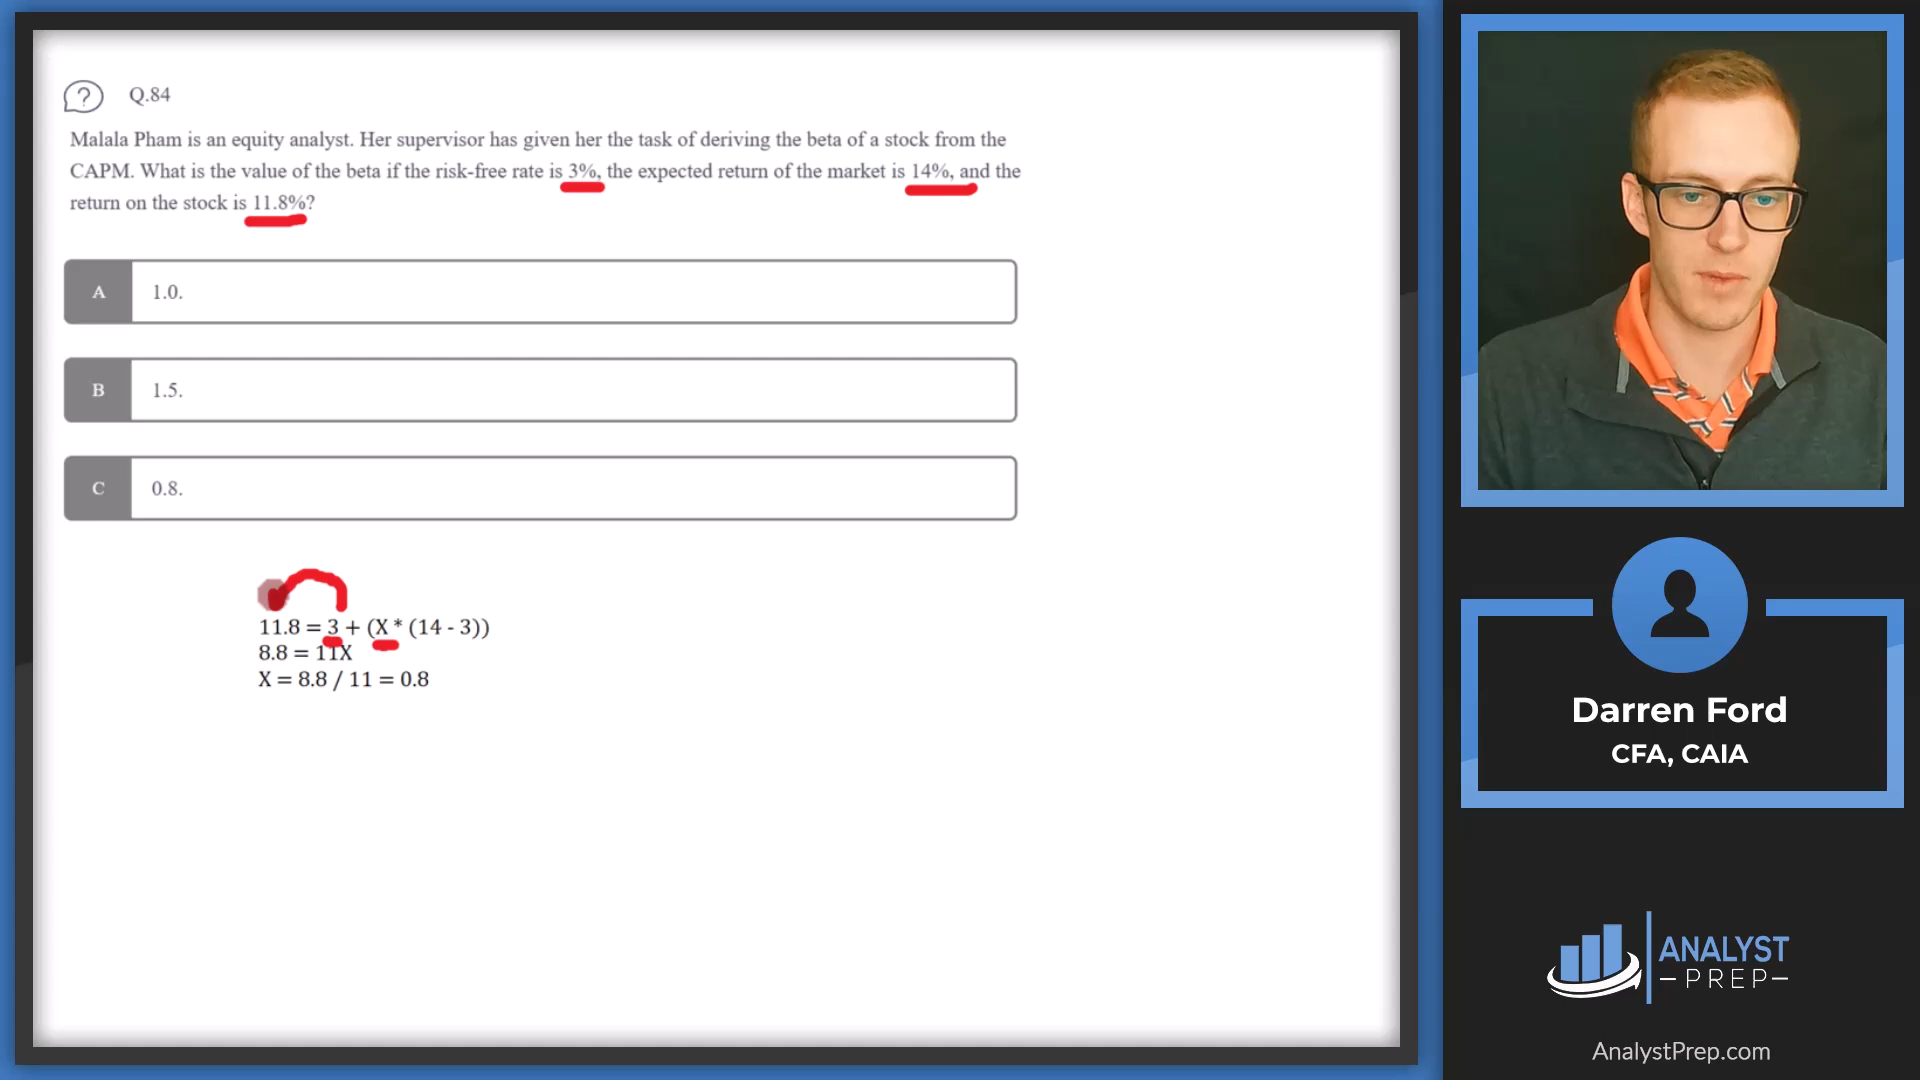 Q.84
Malala Pham is an equity analyst. Her supervisor has given her the task of deriving the beta of a stock from the
CAPM. What is the value of the beta if the risk-free rate is 3%, the expected return of the market is 14%, and the
return on the stock is 11.8%?
A 1.0.
B 1.5.
C 0.8.
11.8 = 3 + (X * (14 - 3))
8.8 = 11X
X = 8.8 / 11 = 0.8
Darren Ford
CFA, CAIA
ANALYST
PREP
AnalystPrep.com